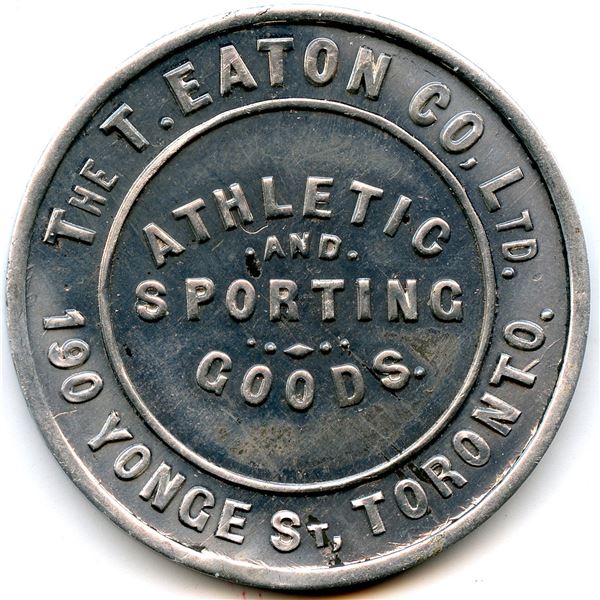 THE T. EATON CO, LTD.
190 YONGE ST, TORONTO.
ATHLETIC
.AND.
SPORTING
GOODS.